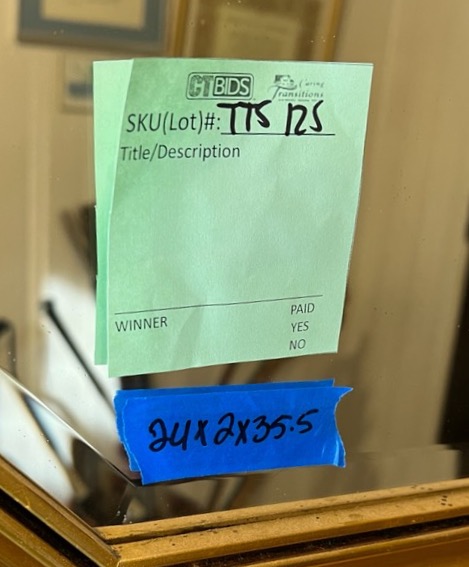 CTBIDS
Caring
Transitions
SKU(Lot)#: TTS 125
Title/Description
WINNER
PAID
YES
NO
24x2x35.5